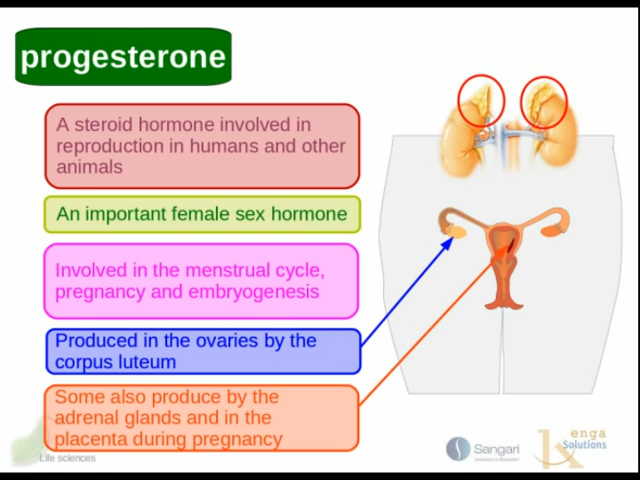 progesterone
A steroid hormone involved in
reproduction in humans and other
animals
An important female sex hormone
Involved in the menstrual cycle,
pregnancy and embryogenesis
Produced in the ovaries by the
corpus luteum
Some also produce by the
adrenal glands and in the
placenta during pregnancy
Life sciences
Sangari
enga
Solutions